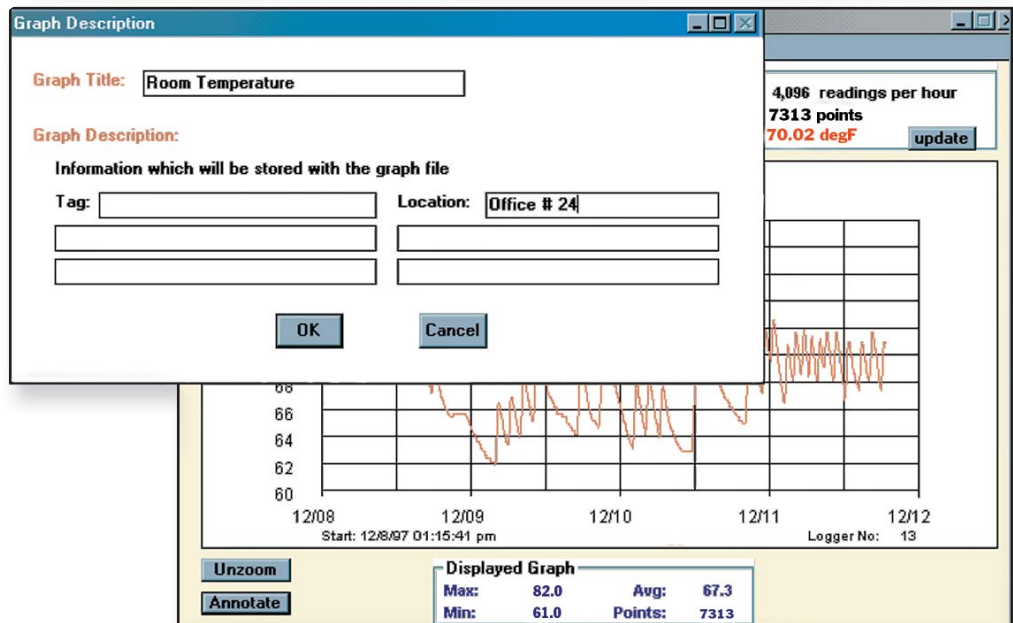 Graph Description
Graph Title: Room Temperature
Graph Description:
Information which will be stored with the graph file
Tag: Location: Office # 24
OK Cancel
4,096 readings per hour
7313 points
70.02 degF update
68
66
64
62
60
12/08 12/09 12/10 12/11 12/12
Start: 12/8/97 01:15:41 pm Logger No: 13
Unzoom
Annotate
Displayed Graph
Max: 82.0 Avg: 67.3
Min: 61.0 Points: 7313